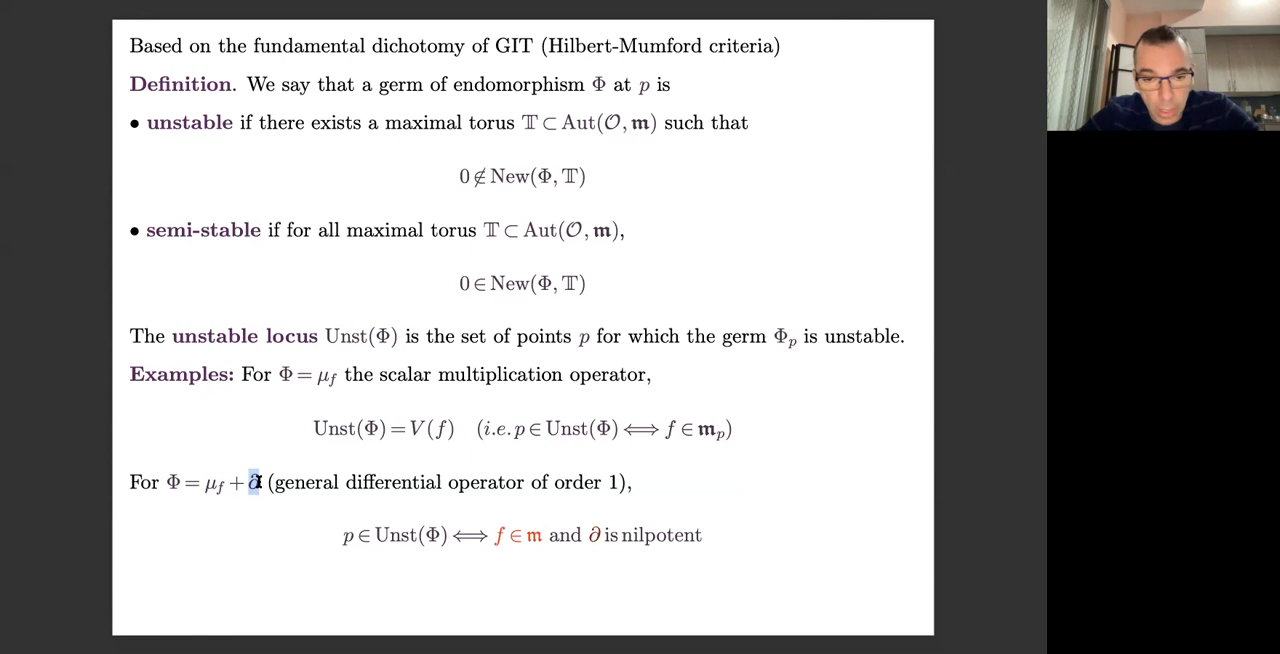 Based on the fundamental dichotomy of GIT (Hilbert-Mumford criteria)
Definition. We say that a germ of endomorphism Φ at p is
• unstable if there exists a maximal torus 𝕋 ⊂ Aut(𝒪, 𝔪) such that
0 ∉ New(Φ, 𝕋)
• semi-stable if for all maximal torus 𝕋 ⊂ Aut(𝒪, 𝔪),
0 ∈ New(Φ, 𝕋)
The unstable locus Unst(Φ) is the set of points p for which the germ Φ_p is unstable.
Examples: For Φ = μ_f the scalar multiplication operator,
Unst(Φ) = V(f) (i.e. p ∈ Unst(Φ) ⟺ f ∈ 𝔪_p)
For Φ = μ_f + ∂ (general differential operator of order 1),
p ∈ Unst(Φ) ⟺ f ∈ 𝔪 and ∂ is nilpotent